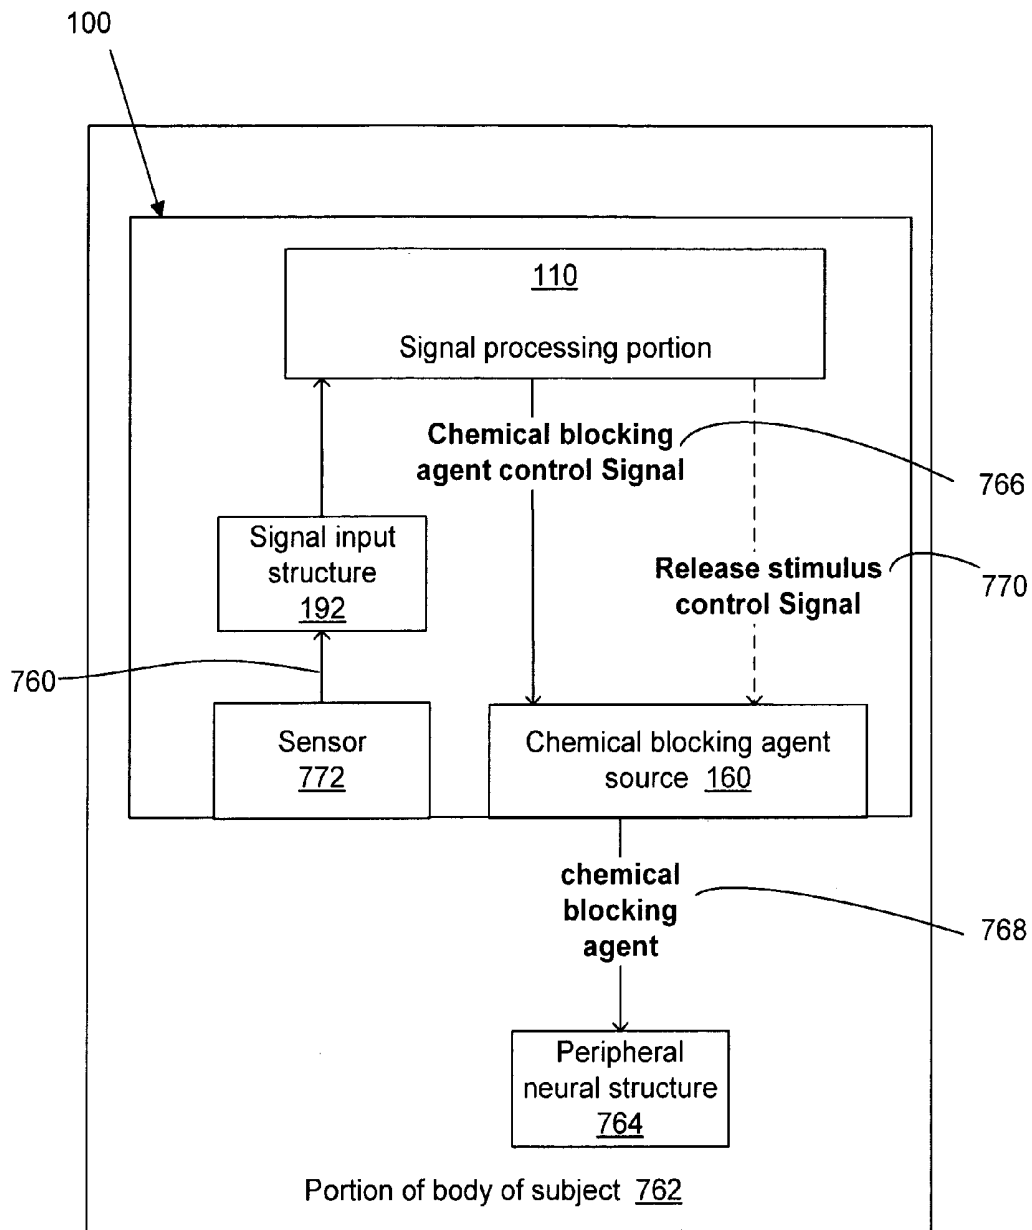 100
110
Signal processing portion
Chemical blocking
agent control Signal
766
Signal input
structure
192
Release stimulus
control Signal
770
760
Sensor
772
Chemical blocking agent
source 160
chemical
blocking
agent
768
Peripheral
neural structure
764
Portion of body of subject 762